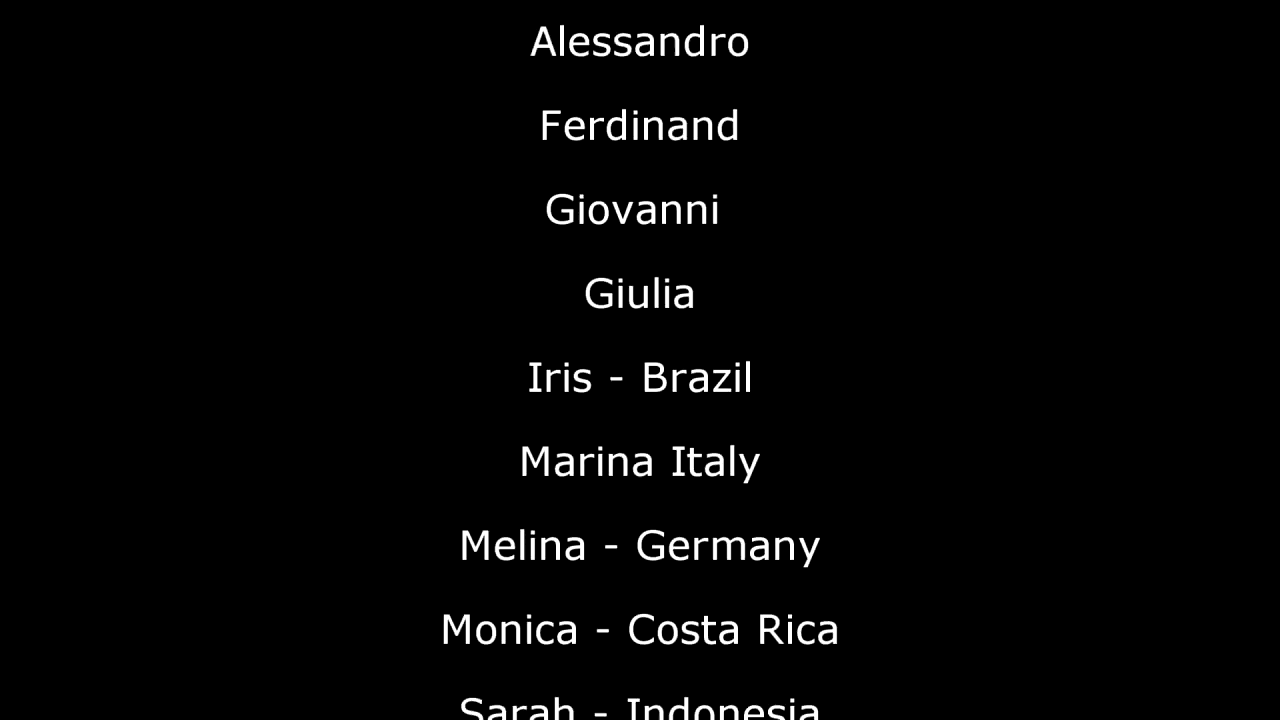 Alessandro
Ferdinand
Giovanni
Giulia
Iris - Brazil
Marina Italy
Melina - Germany
Monica - Costa Rica
Sarah - Indonesia